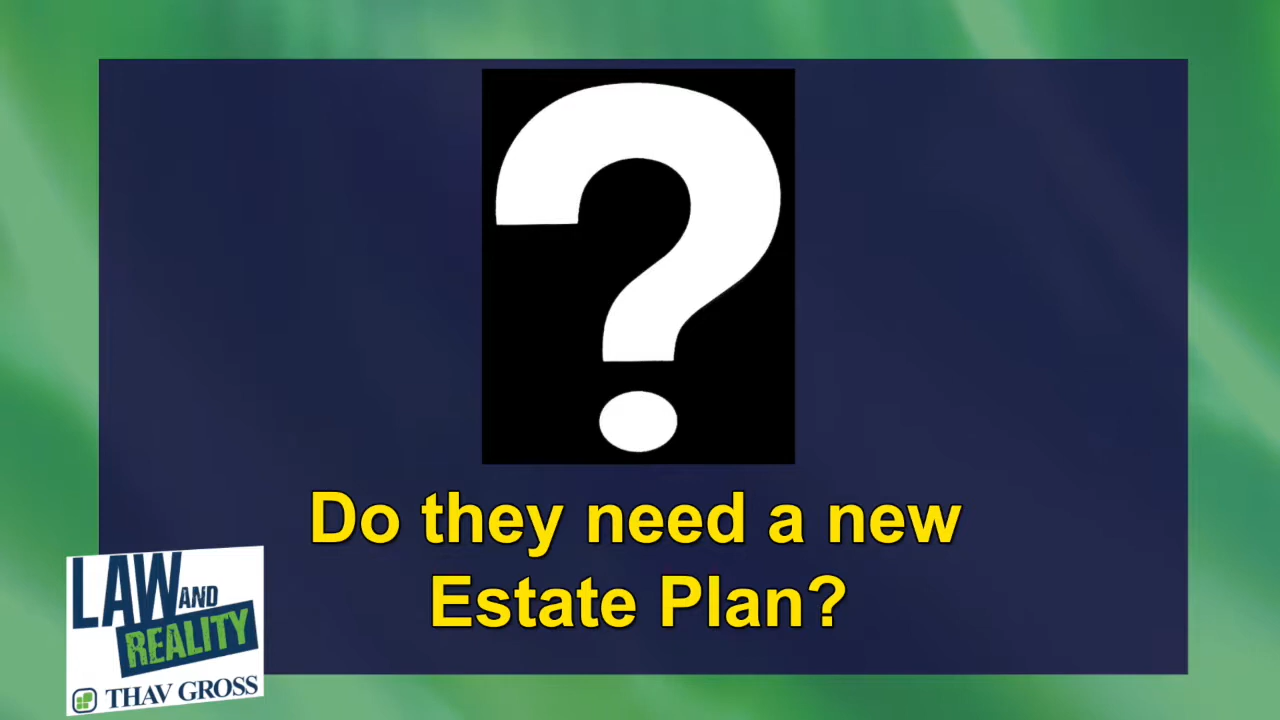 ?
Do they need a new
Estate Plan?
LAW AND
REALITY
THAV GROSS